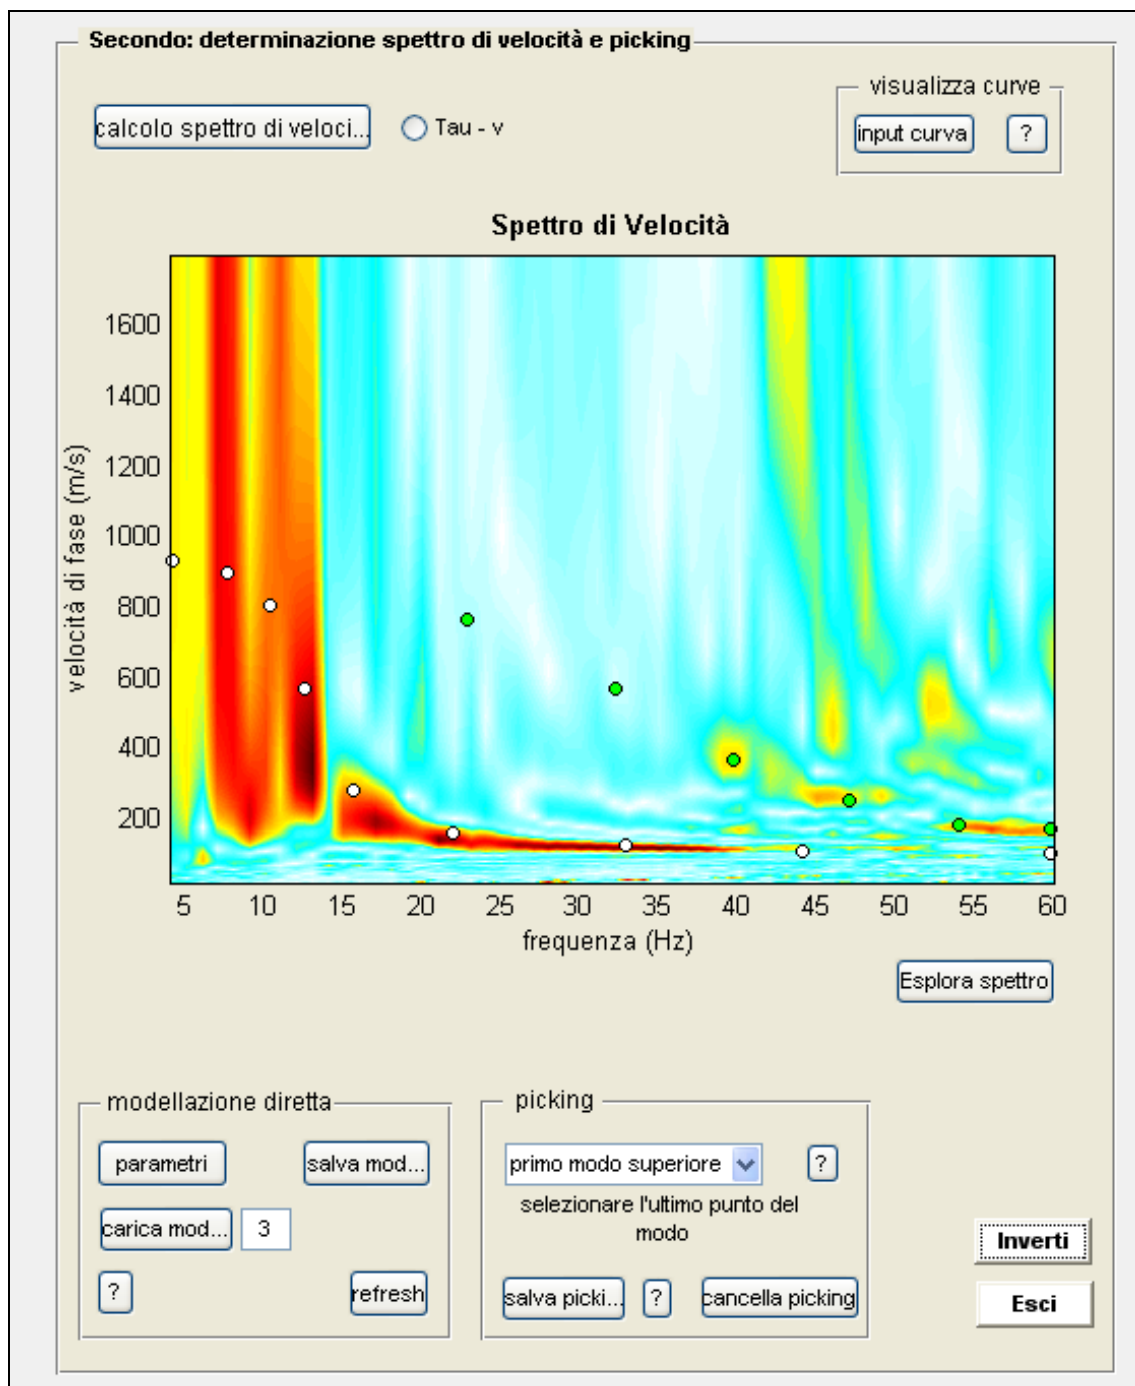 Secondo: determinazione spettro di velocità e picking
visualizza curve
calcolo spettro di veloci...
Tau - v
input curva
?
Spettro di Velocità
velocità di fase (m/s)
1600
1400
1200
1000
800
600
400
200
5 10 15 20 25 30 35 40 45 50 55 60
frequenza (Hz)
Esplora spettro
modellazione diretta
parametri
salva mod...
carica mod...
3
?
refresh
picking
primo modo superiore
?
selezionare l'ultimo punto del
modo
salva picki...
?
cancella picking
Inverti
Esci